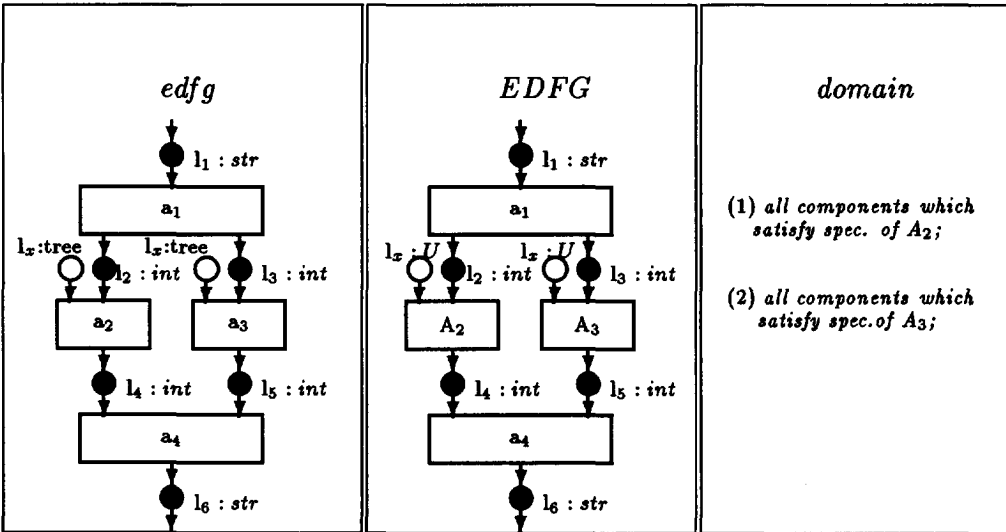 edfg
l₁ : str
a₁
lₓ:tree lₓ:tree
l₂ : int l₃ : int
a₂ a₃
l₄ : int l₅ : int
a₄
l₆ : str
EDFG
l₁ : str
a₁
lₓ : U lₓ : U
l₂ : int l₃ : int
A₂ A₃
l₄ : int l₅ : int
a₄
l₆ : str
domain
(1) all components which
satisfy spec. of A₂;
(2) all components which
satisfy spec.of A₃;